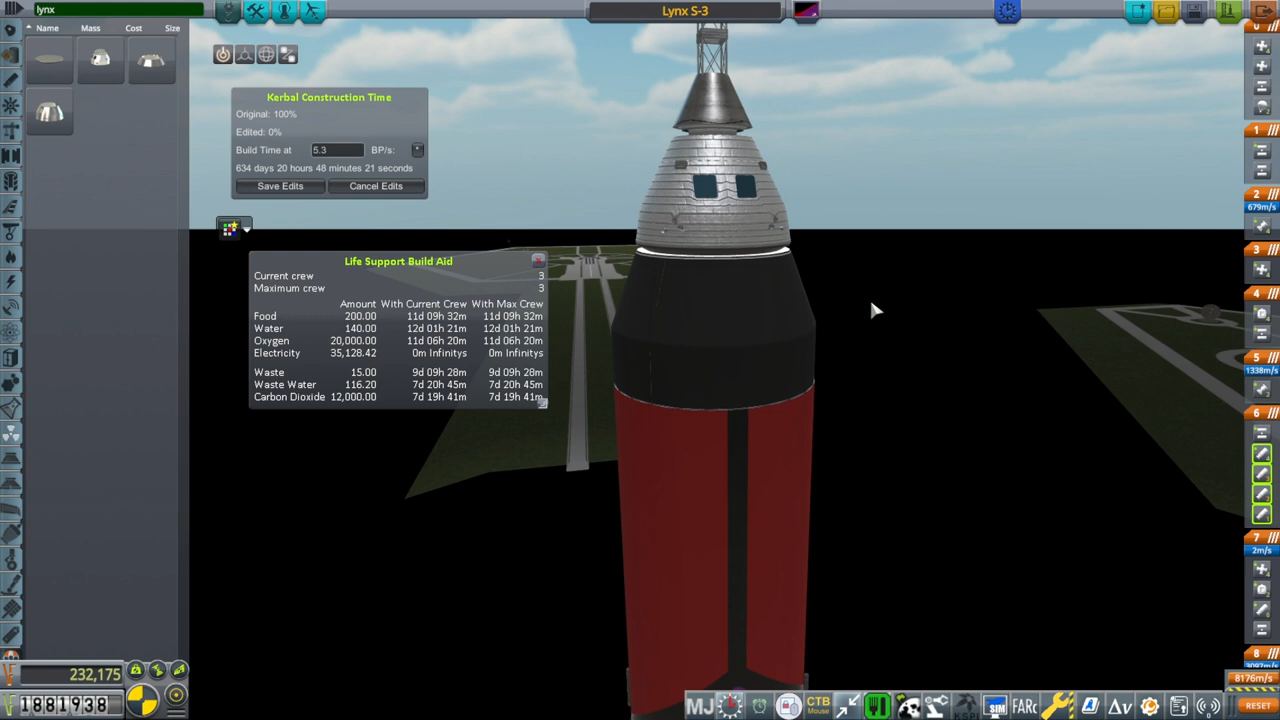 lynx
Lynx S-3
Name Mass Cost Size
Kerbal Construction Time
Original: 100%
Edited: 0%
Build Time at 5.3 BP/s:
634 days 20 hours 48 minutes 21 seconds
Save Edits Cancel Edits
Life Support Build Aid
Current crew 3
Maximum crew 3
Amount With Current Crew With Max Crew
Food 200.00 11d 09h 32m 11d 09h 32m
Water 140.00 12d 01h 21m 12d 01h 21m
Oxygen 20,000.00 11d 06h 20m 11d 06h 20m
Electricity 35,128.42 0m Infinitys 0m Infinitys
Waste 15.00 9d 09h 28m 9d 09h 28m
Waste Water 116.20 7d 20h 45m 7d 20h 45m
Carbon Dioxide 12,000.00 7d 19h 41m 7d 19h 41m
0
1
2
679m/s
3
4
5
1338m/s
6
7
2m/s
8
3097m/s
8176m/s
232,175
1881938
MJ CTB Mouse KSPI SIM FARc Δv RESET